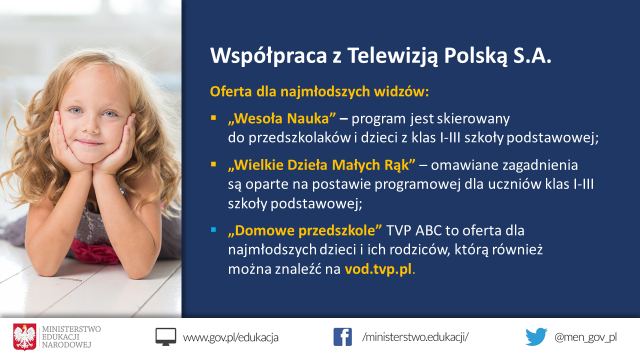 Współpraca z Telewizją Polską S.A.
Oferta dla najmłodszych widzów:
▪ „Wesoła Nauka” – program jest skierowany
do przedszkolaków i dzieci z klas I-III szkoły podstawowej;
▪ „Wielkie Dzieła Małych Rąk” – omawiane zagadnienia
są oparte na postawie programowej dla uczniów klas I-III
szkoły podstawowej;
▪ „Domowe przedszkole” TVP ABC to oferta dla
najmłodszych dzieci i ich rodziców, którą również
można znaleźć na vod.tvp.pl.
MINISTERSTWO
EDUKACJI
NARODOWEJ
www.gov.pl/edukacja
/ministerstwo.edukacji/
@men_gov_pl